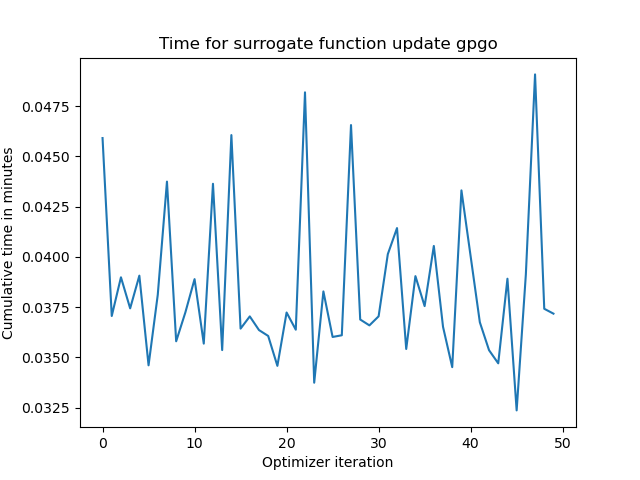 Time for surrogate function update gpgo
Cumulative time in minutes
0.0475
0.0450
0.0425
0.0400
0.0375
0.0350
0.0325
0 10 20 30 40 50
Optimizer iteration